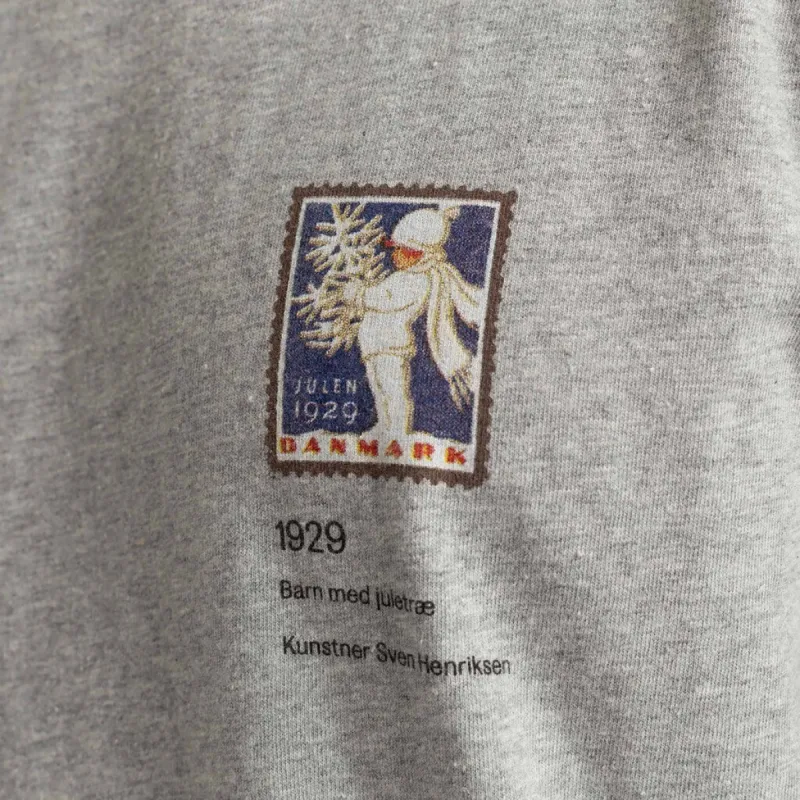 JULEN
1929
DANMARK
1929
Barn med juletræ
Kunstner Sven Henriksen